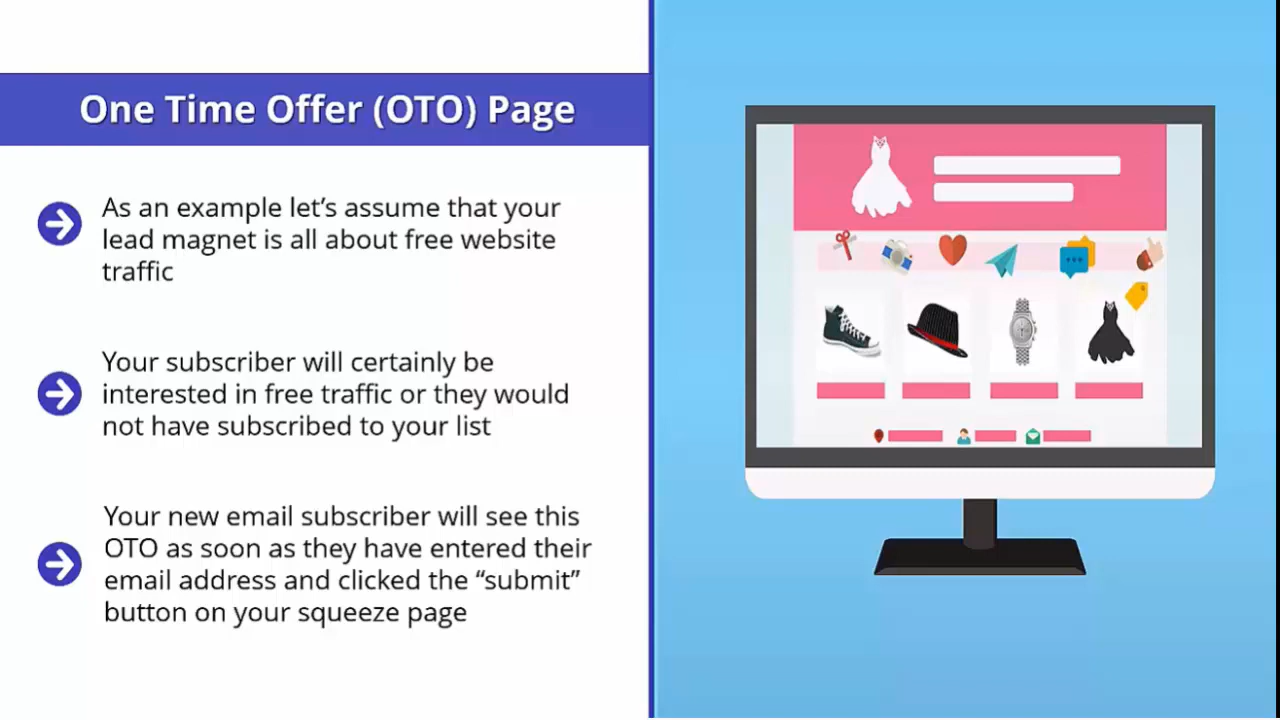 One Time Offer (OTO) Page
As an example let’s assume that your
lead magnet is all about free website
traffic
Your subscriber will certainly be
interested in free traffic or they would
not have subscribed to your list
Your new email subscriber will see this
OTO as soon as they have entered their
email address and clicked the “submit”
button on your squeeze page